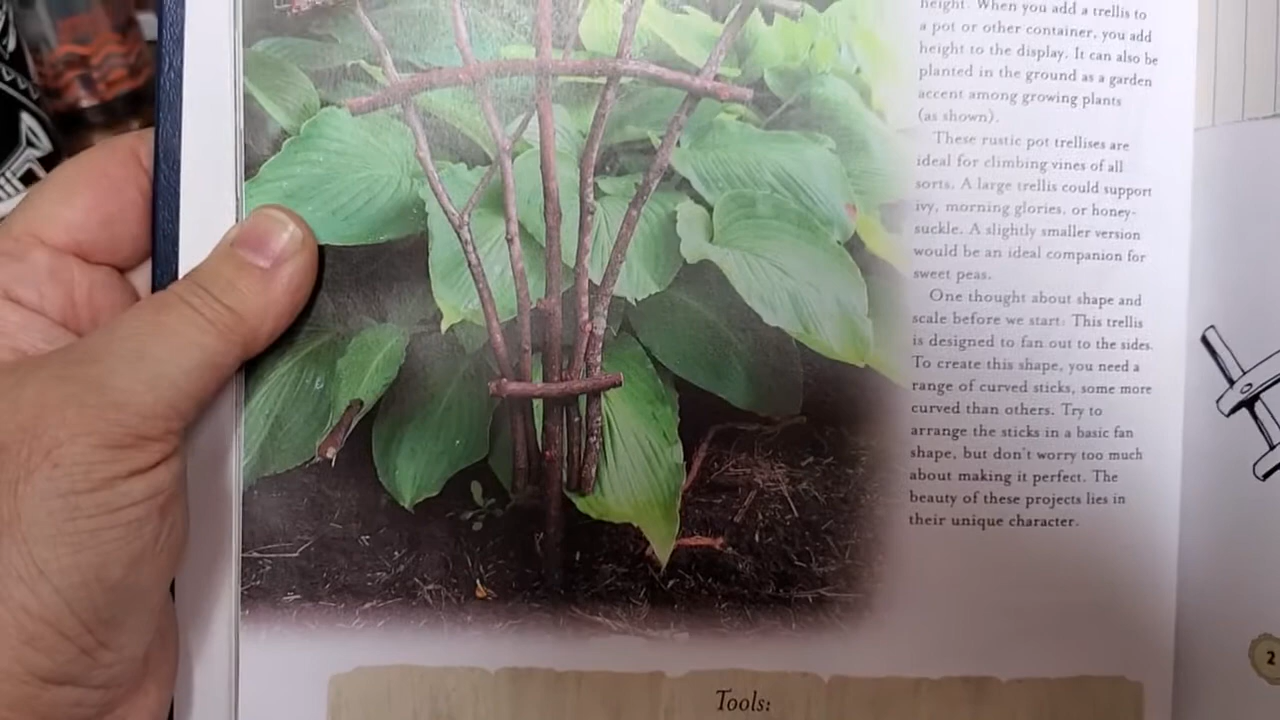 height. When you add a trellis to
a pot or other container, you add
height to the display. It can also be
planted in the ground as a garden
accent among growing plants
(as shown).
These rustic pot trellises are
ideal for climbing vines of all
sorts. A large trellis could support
ivy, morning glories, or honey-
suckle. A slightly smaller version
would be an ideal companion for
sweet peas.
One thought about shape and
scale before we start: This trellis
is designed to fan out to the sides.
To create this shape, you need a
range of curved sticks, some more
curved than others. Try to
arrange the sticks in a basic fan
shape, but don't worry too much
about making it perfect. The
beauty of these projects lies in
their unique character.
Tools:
2